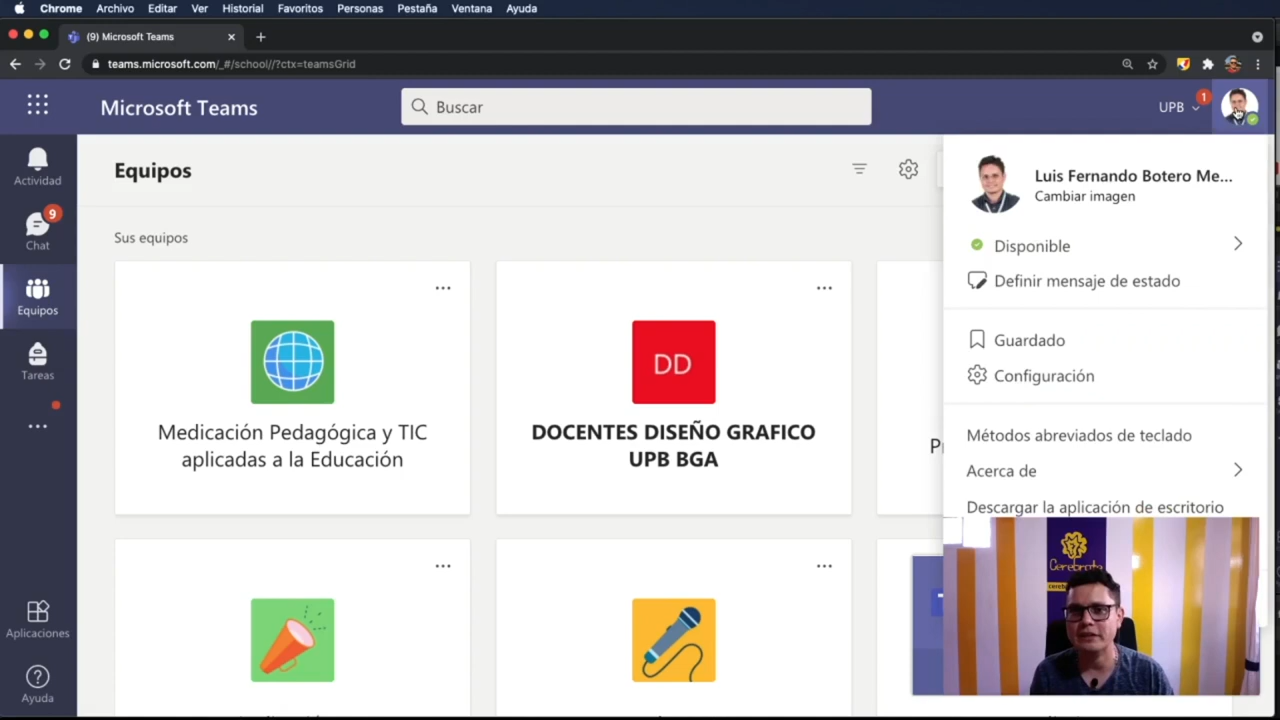 Chrome Archivo Editar Ver Historial Favoritos Personas Pestaña Ventana Ayuda
(9) Microsoft Teams
teams.microsoft.com/_#/school//?ctx=teamsGrid
Microsoft Teams
Buscar
UPB
1
Actividad
9
Chat
Equipos
Tareas
Aplicaciones
Ayuda
Equipos
Sus equipos
Medicación Pedagógica y TIC
aplicadas a la Educación
DD
DOCENTES DISEÑO GRAFICO
UPB BGA
Luis Fernando Botero Me...
Cambiar imagen
Disponible
Definir mensaje de estado
Guardado
Configuración
Métodos abreviados de teclado
Acerca de
Descargar la aplicación de escritorio
Cerebrate